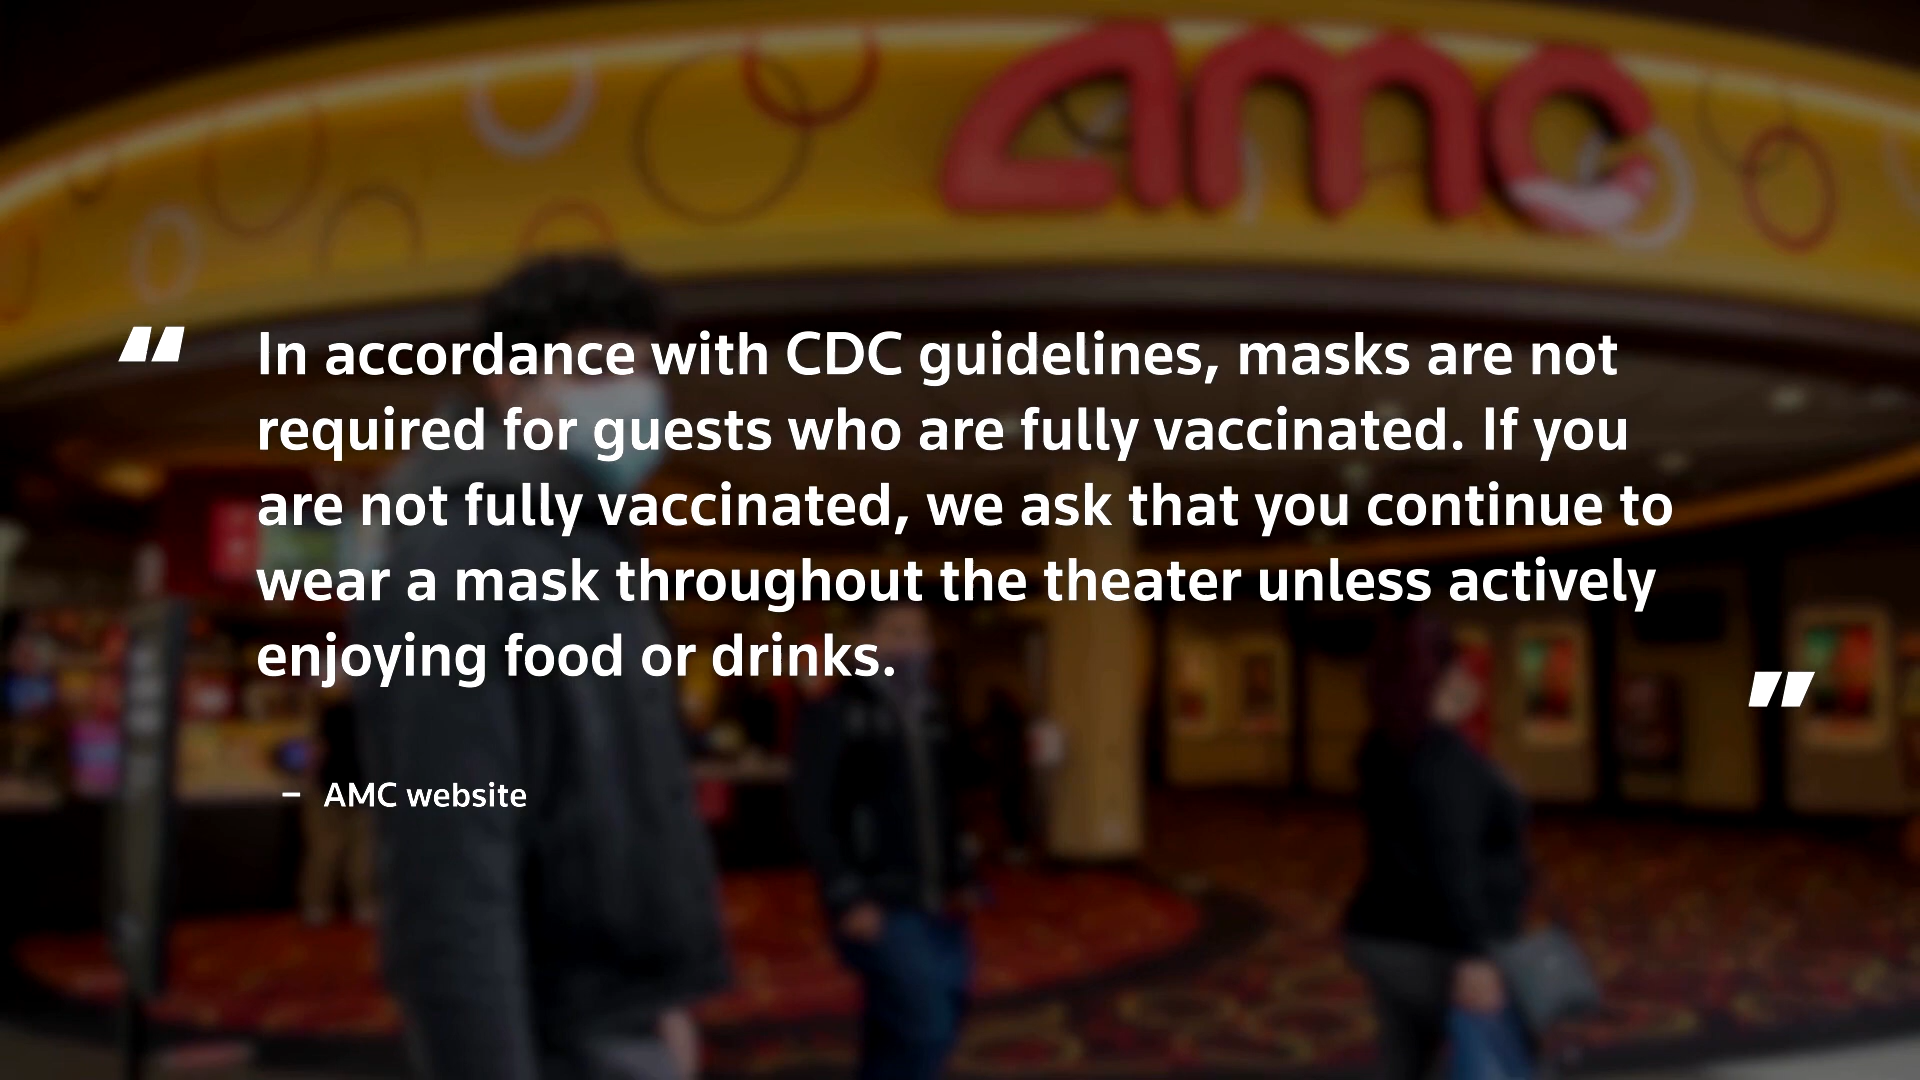 amc
“ In accordance with CDC guidelines, masks are not
required for guests who are fully vaccinated. If you
are not fully vaccinated, we ask that you continue to
wear a mask throughout the theater unless actively
enjoying food or drinks. ”
– AMC website